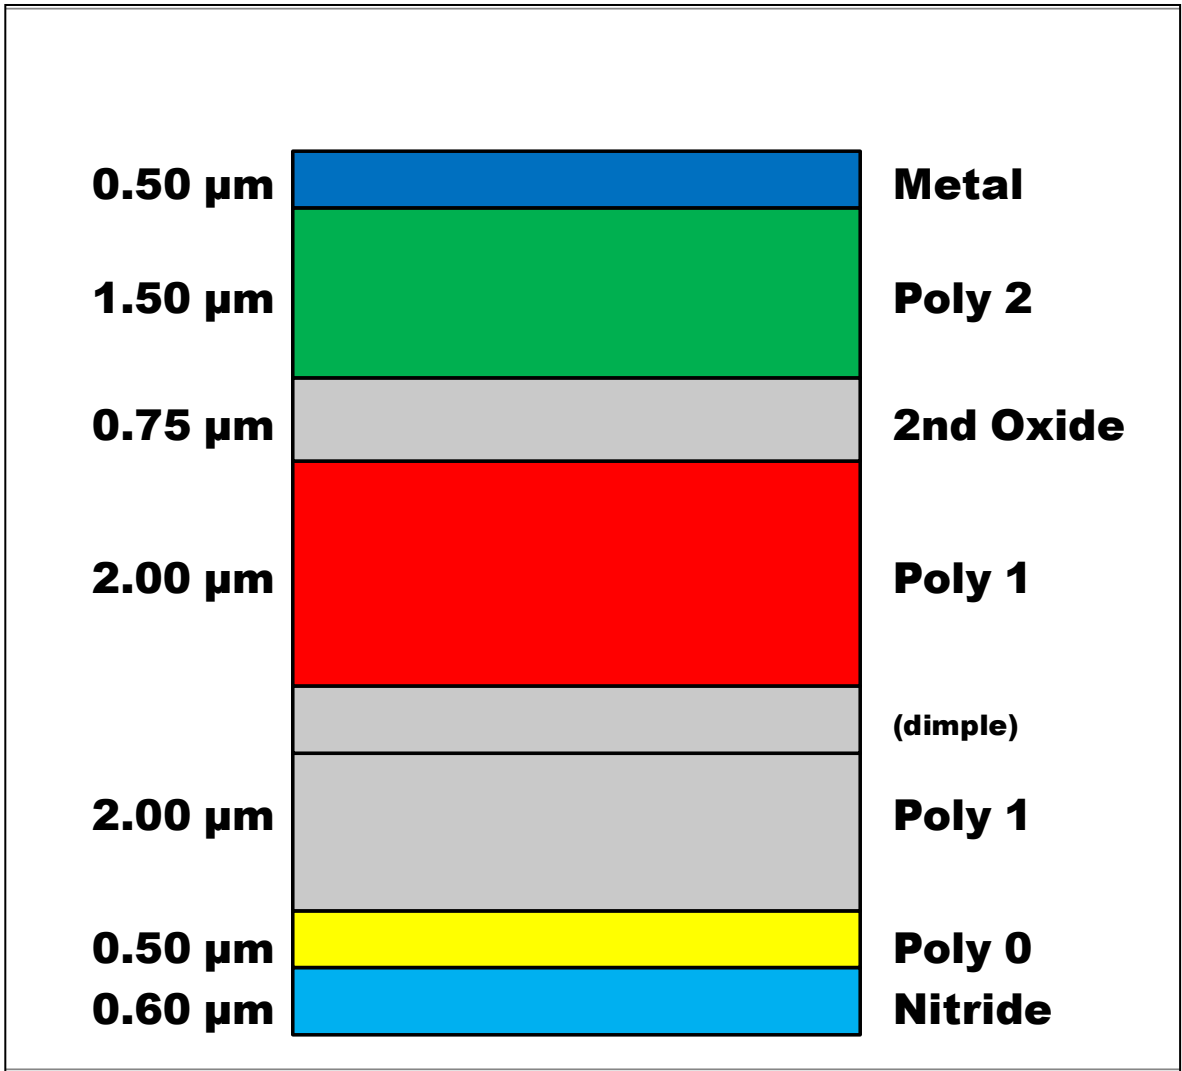 0.50 µm Metal
1.50 µm Poly 2
0.75 µm 2nd Oxide
2.00 µm Poly 1
(dimple)
2.00 µm Poly 1
0.50 µm Poly 0
0.60 µm Nitride